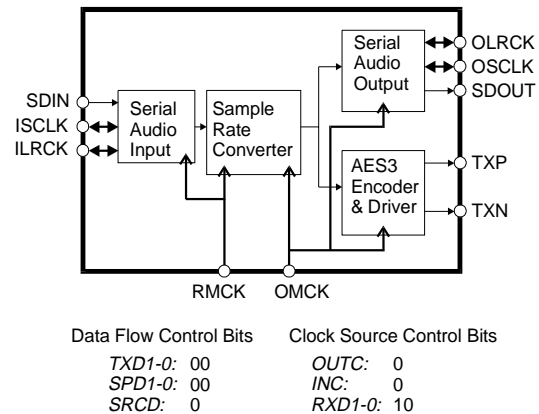 Serial
Audio
Output
OLRCK
OSCLK
SDOUT
SDIN
ISCLK
ILRCK
Serial
Audio
Input
Sample
Rate
Converter
AES3
Encoder
& Driver
TXP
TXN
RMCK
OMCK
Data Flow Control Bits
TXD1-0: 00
SPD1-0: 00
SRCD: 0
Clock Source Control Bits
OUTC: 0
INC: 0
RXD1-0: 10